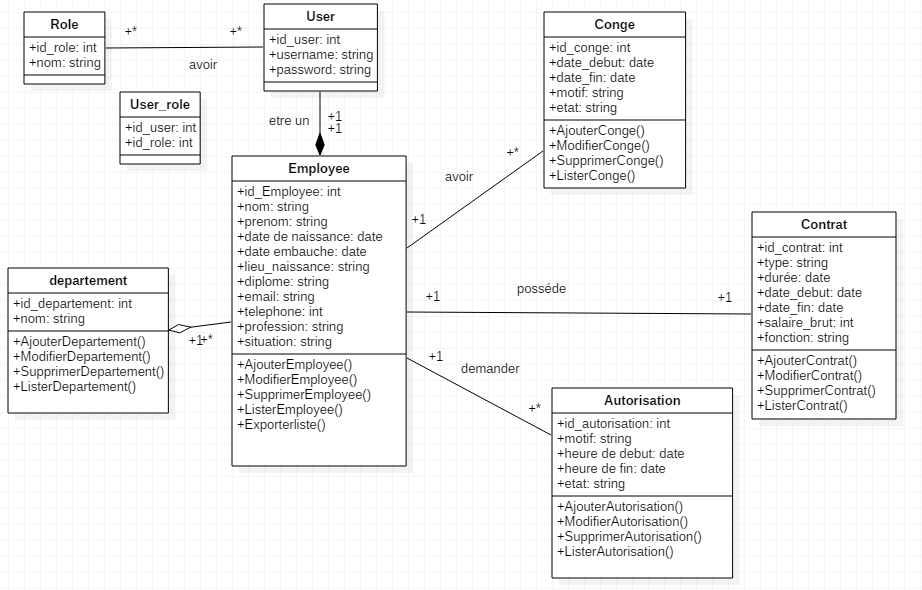 Role
+id_role: int
+nom: string
+*
+*
avoir
User
+id_user: int
+username: string
+password: string
User_role
+id_user: int
+id_role: int
etre un
+1
+1
Conge
+id_conge: int
+date_debut: date
+date_fin: date
+motif: string
+etat: string
+AjouterConge()
+ModifierConge()
+SupprimerConge()
+ListerConge()
Employee
+id_Employee: int
+nom: string
+prenom: string
+date de naissance: date
+date embauche: date
+lieu_naissance: string
+diplome: string
+email: string
+telephone: int
+profession: string
+situation: string
+AjouterEmployee()
+ModifierEmployee()
+SupprimerEmployee()
+ListerEmployee()
+Exporterliste()
avoir
+*
+1
departement
+id_departement: int
+nom: string
+AjouterDepartement()
+ModifierDepartement()
+SupprimerDepartement()
+ListerDepartement()
+1
+*
+1
posséde
+1
Contrat
+id_contrat: int
+type: string
+durée: date
+date_debut: date
+date_fin: date
+salaire_brut: int
+fonction: string
+AjouterContrat()
+ModifierContrat()
+SupprimerContrat()
+ListerContrat()
+1
demander
+*
Autorisation
+id_autorisation: int
+motif: string
+heure de debut: date
+heure de fin: date
+etat: string
+AjouterAutorisation()
+ModifierAutorisation()
+SupprimerAutorisation()
+ListerAutorisation()